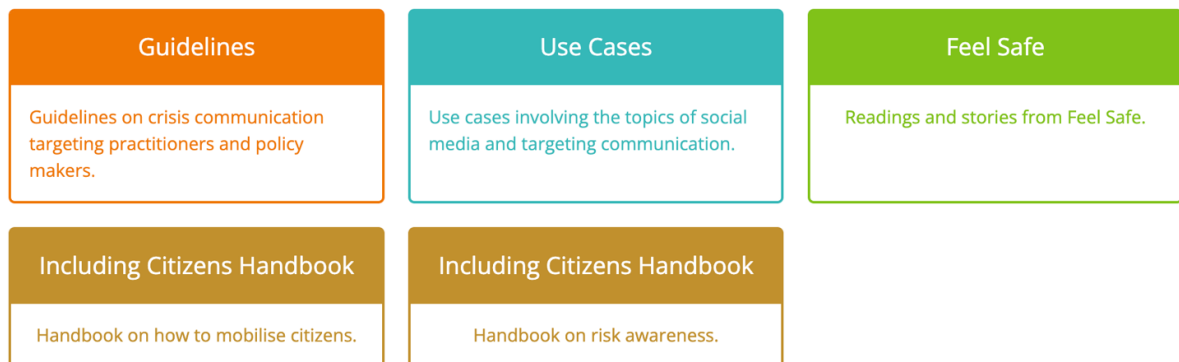 Guidelines
Guidelines on crisis communication
targeting practitioners and policy
makers.
Use Cases
Use cases involving the topics of social
media and targeting communication.
Feel Safe
Readings and stories from Feel Safe.
Including Citizens Handbook
Handbook on how to mobilise citizens.
Including Citizens Handbook
Handbook on risk awareness.